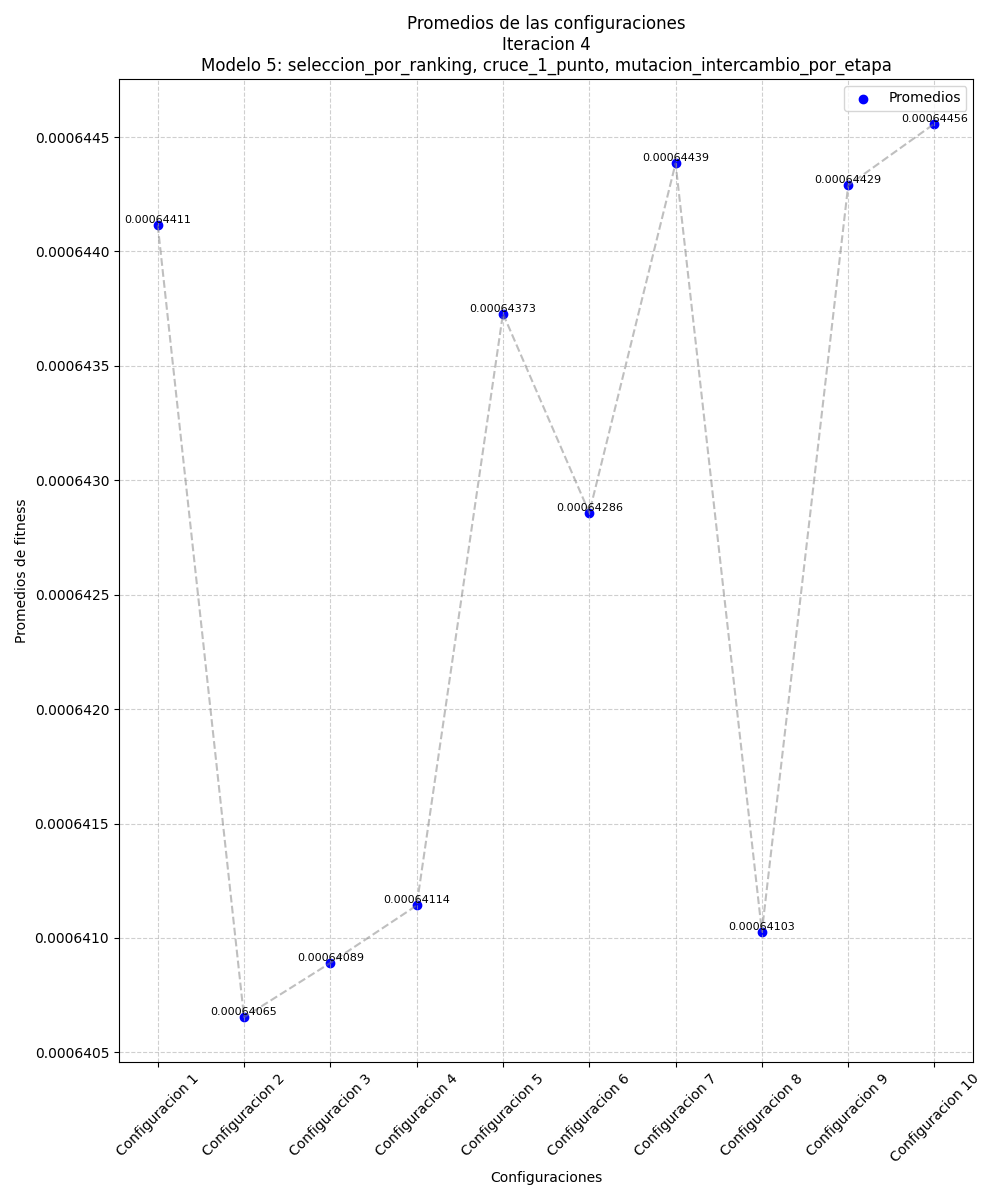 Promedios de las configuraciones
Iteracion 4
Modelo 5: seleccion_por_ranking, cruce_1_punto, mutacion_intercambio_por_etapa
Promedios
0.00064456
0.0006445
0.00064439
0.00064429
0.00064411
0.0006440
0.00064373
0.0006435
0.0006430
0.00064286
0.0006425
0.0006420
0.0006415
0.00064114
0.00064103
0.0006410
0.00064089
0.00064065
0.0006405
Promedios de fitness
Configuracion 1
Configuracion 2
Configuracion 3
Configuracion 4
Configuracion 5
Configuracion 6
Configuracion 7
Configuracion 8
Configuracion 9
Configuracion 10
Configuraciones